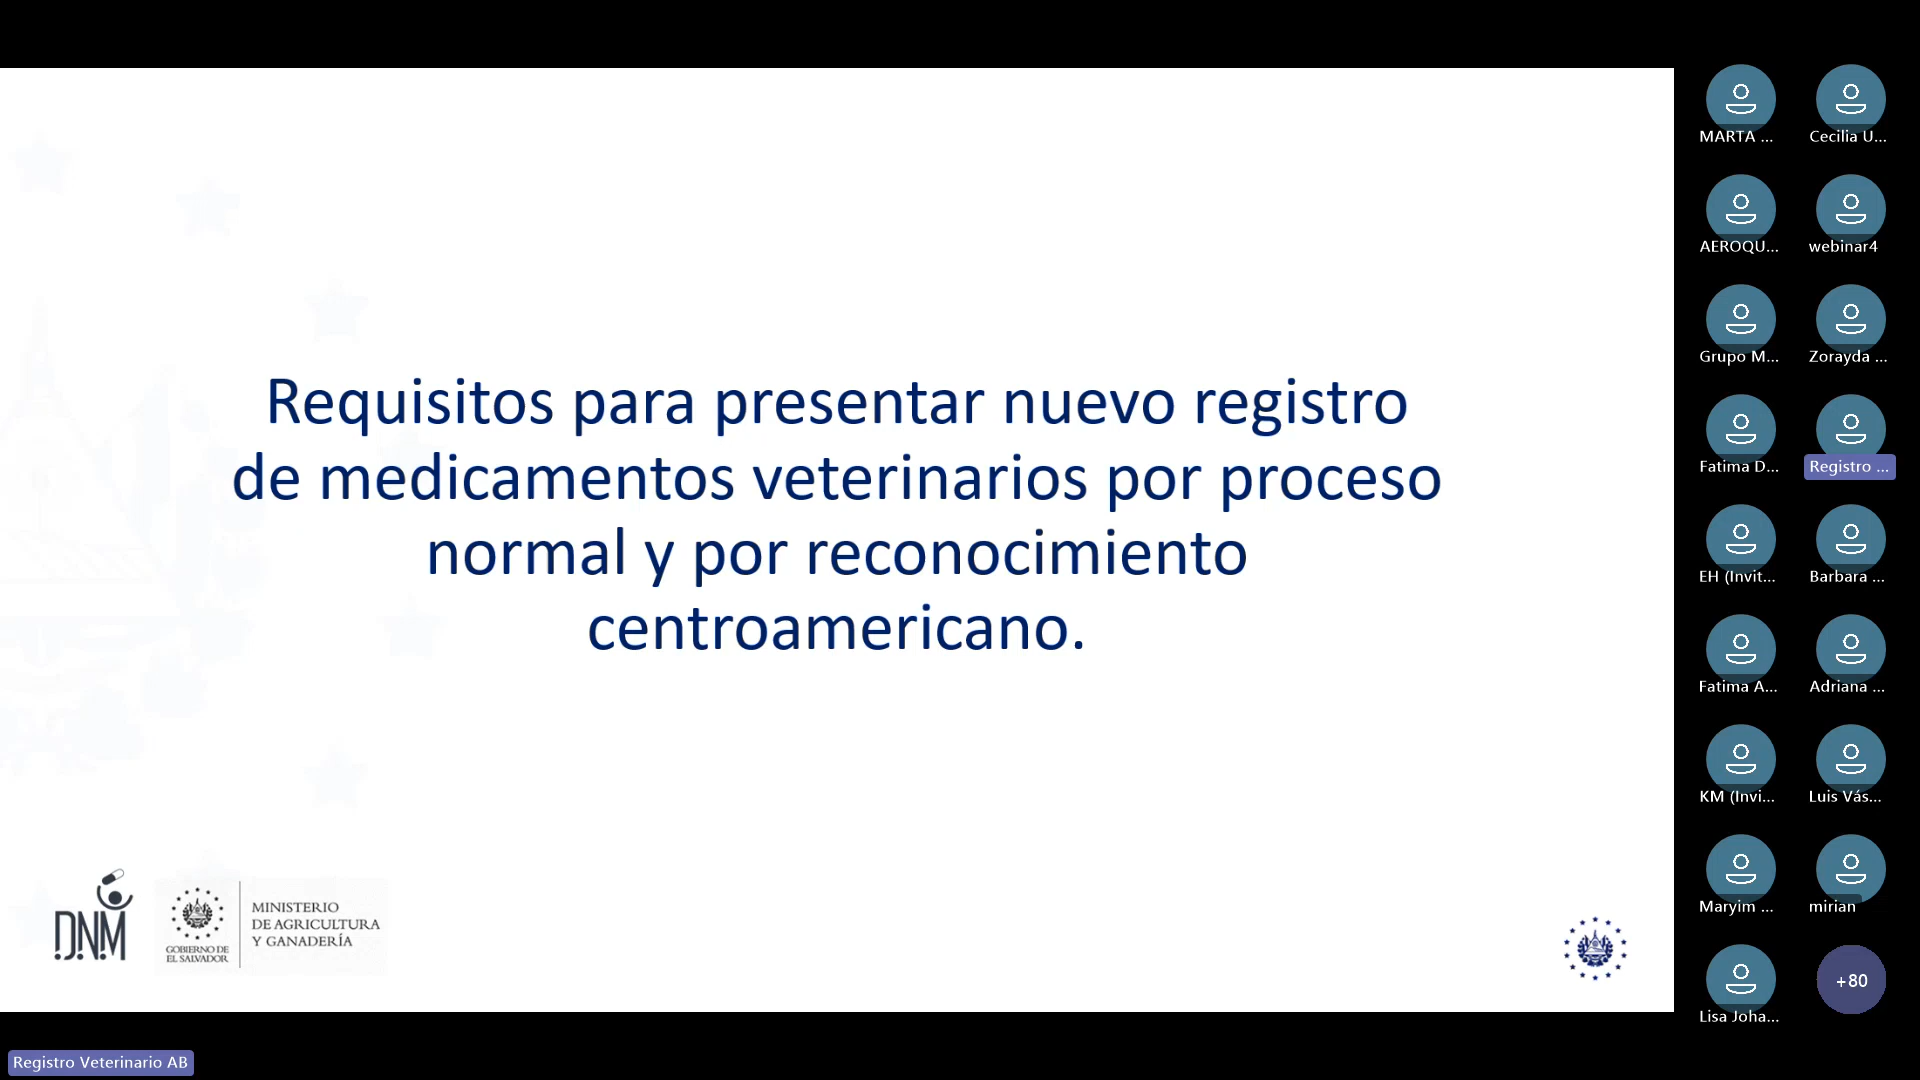 Requisitos para presentar nuevo registro
de medicamentos veterinarios por proceso
normal y por reconocimiento
centroamericano.
DNM
GOBIERNO DE
EL SALVADOR
MINISTERIO
DE AGRICULTURA
Y GANADERÍA
MARTA ...
Cecilia U...
AEROQU...
webinar4
Grupo M...
Zorayda ...
Fatima D...
Registro ...
EH (Invit...
Barbara ...
Fatima A...
Adriana ...
KM (Invi...
Luis Vás...
Maryim ...
mirian
Lisa Joha...
+80
Registro Veterinario AB